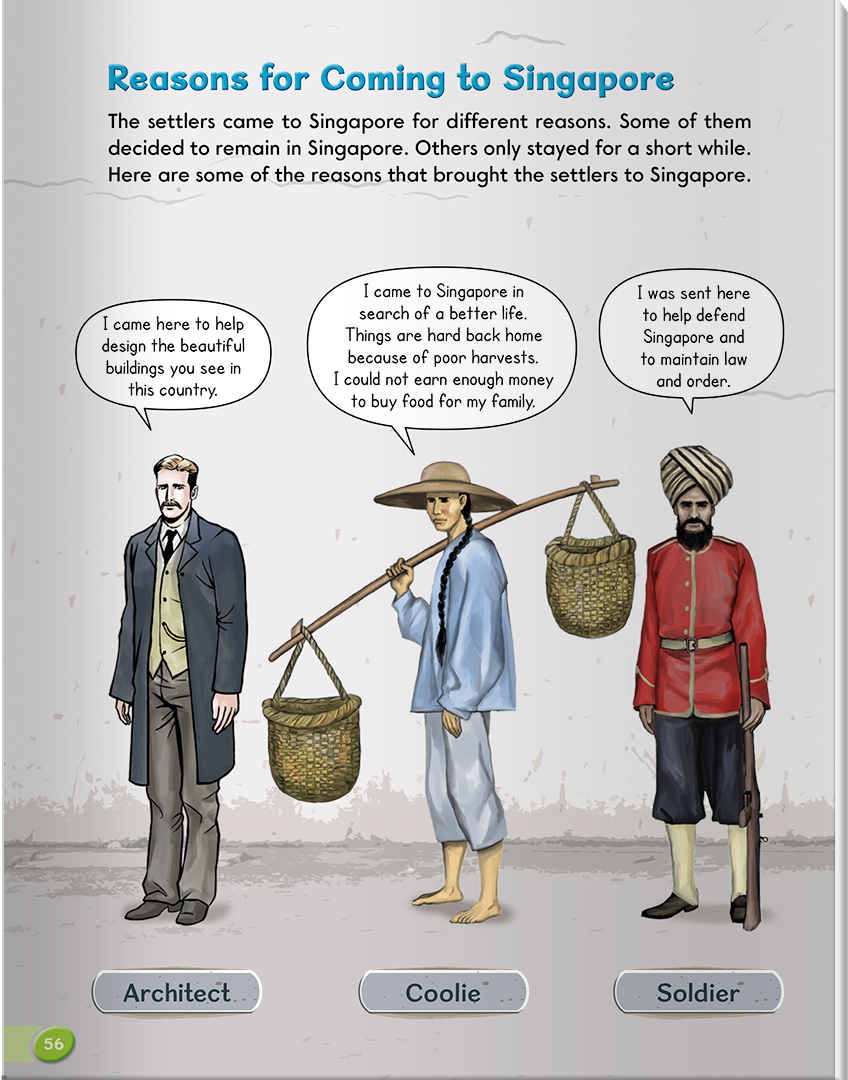 Reasons for Coming to Singapore
The settlers came to Singapore for different reasons. Some of them
decided to remain in Singapore. Others only stayed for a short while.
Here are some of the reasons that brought the settlers to Singapore.
I came here to help
design the beautiful
buildings you see in
this country.
I came to Singapore in
search of a better life.
Things are hard back home
because of poor harvests.
I could not earn enough money
to buy food for my family.
I was sent here
to help defend
Singapore and
to maintain law
and order.
Architect
Coolie
Soldier
56